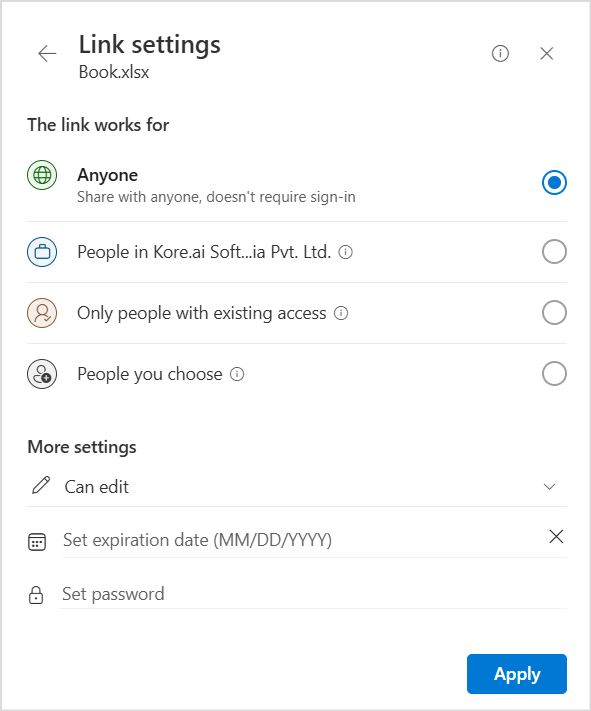 Link settings
Book.xlsx
The link works for
Anyone
Share with anyone, doesn't require sign-in
People in Kore.ai Soft...ia Pvt. Ltd.
Only people with existing access
People you choose
More settings
Can edit
Set expiration date (MM/DD/YYYY)
Set password
Apply